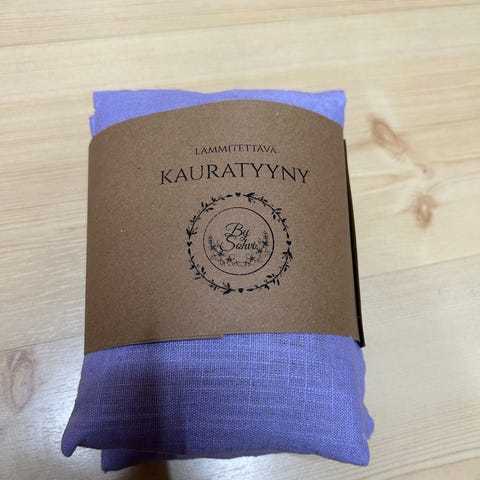 LÄMMITETTÄVÄ
KAURATYYNY
By
Sohvi